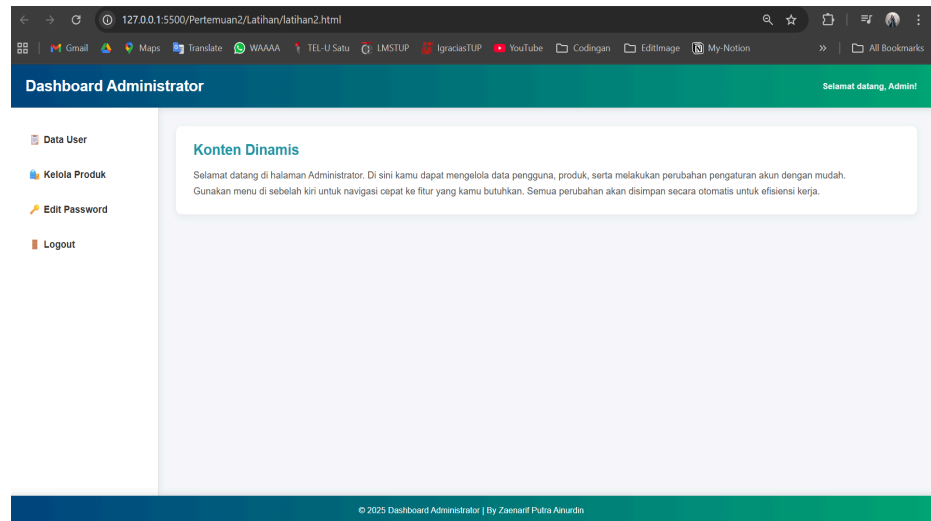 127.0.0.1:5500/Pertemuan2/Latihan/latihan2.html
Gmail Maps Translate WAAAA TEL-U Satu LMSTUP IgraciasTUP YouTube Codingan EditImage My-Notion » All Bookmarks
Dashboard Administrator
Selamat datang, Admin!
Data User
Kelola Produk
Edit Password
Logout
Konten Dinamis
Selamat datang di halaman Administrator. Di sini kamu dapat mengelola data pengguna, produk, serta melakukan perubahan pengaturan akun dengan mudah.
Gunakan menu di sebelah kiri untuk navigasi cepat ke fitur yang kamu butuhkan. Semua perubahan akan disimpan secara otomatis untuk efisiensi kerja.
© 2025 Dashboard Administrator | By Zaenarif Putra Ainurdin